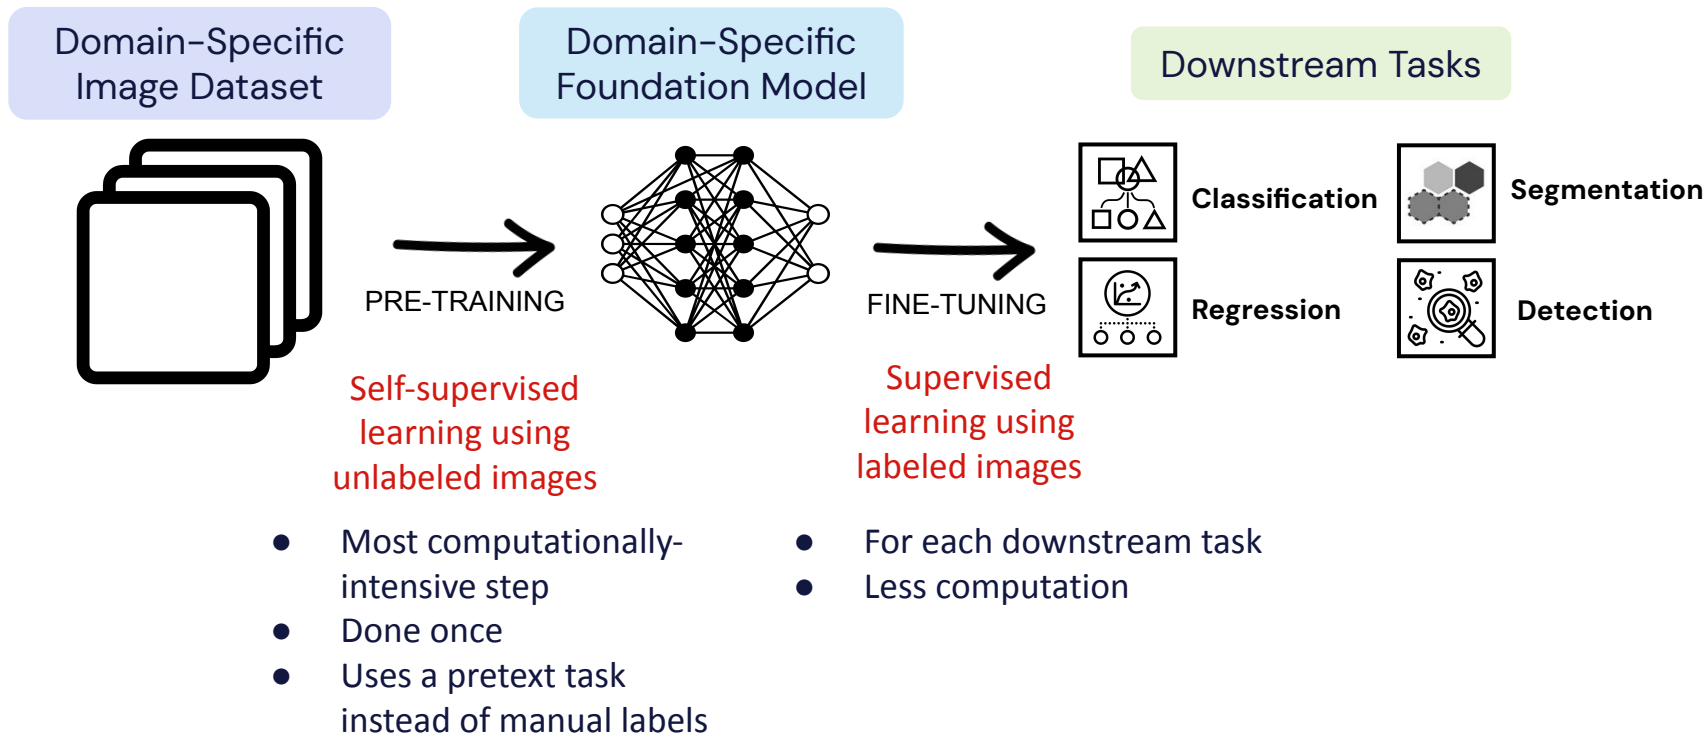 Domain-Specific
Image Dataset
Domain-Specific
Foundation Model
Downstream Tasks
PRE-TRAINING
FINE-TUNING
Classification
Segmentation
Regression
Detection
Self-supervised
learning using
unlabeled images
Supervised
learning using
labeled images
● Most computationally-
intensive step
● Done once
● Uses a pretext task
instead of manual labels
● For each downstream task
● Less computation